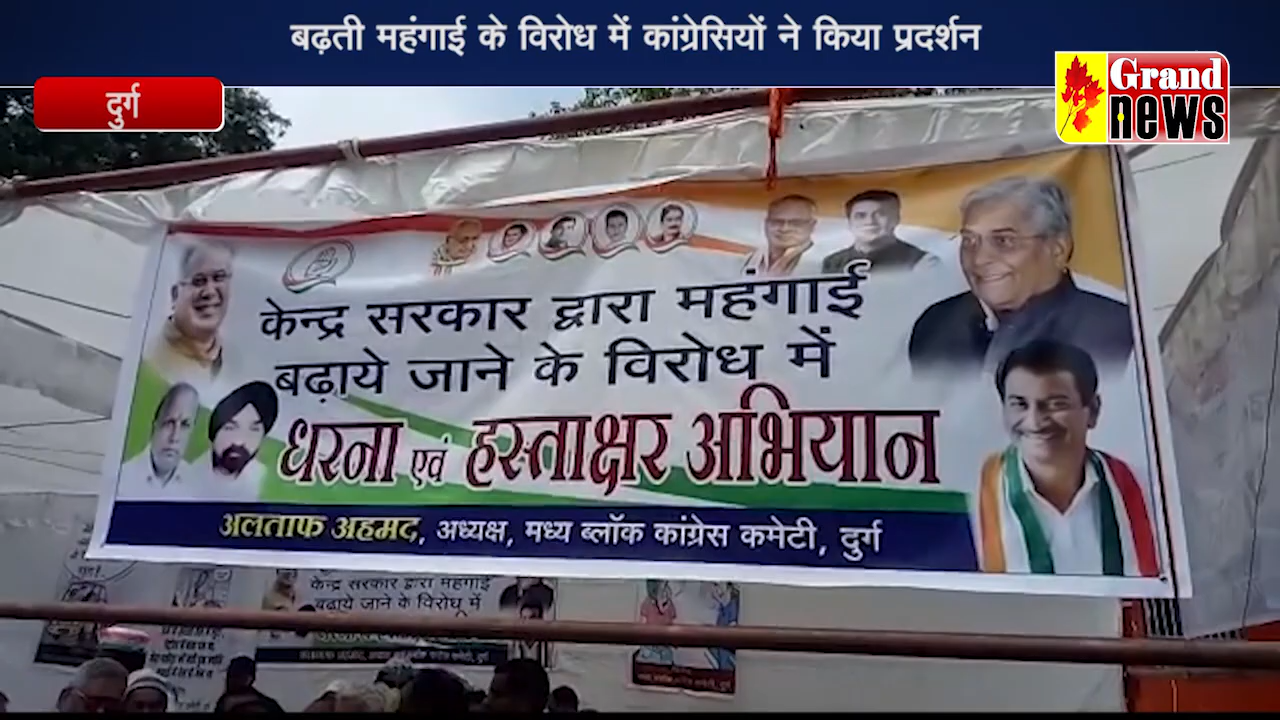 बढ़ती महंगाई के विरोध में कांग्रेसियों ने किया प्रदर्शन
दुर्ग
Grand
news
केन्द्र सरकार द्वारा महंगाई
बढ़ाये जाने के विरोध में
धरना एवं हस्ताक्षर अभियान
अलताफ अहमद, अध्यक्ष, मध्य ब्लॉक कांग्रेस कमेटी, दुर्ग
केन्द्र सरकार द्वारा महंगाई
बढ़ाये जाने के विरोध में